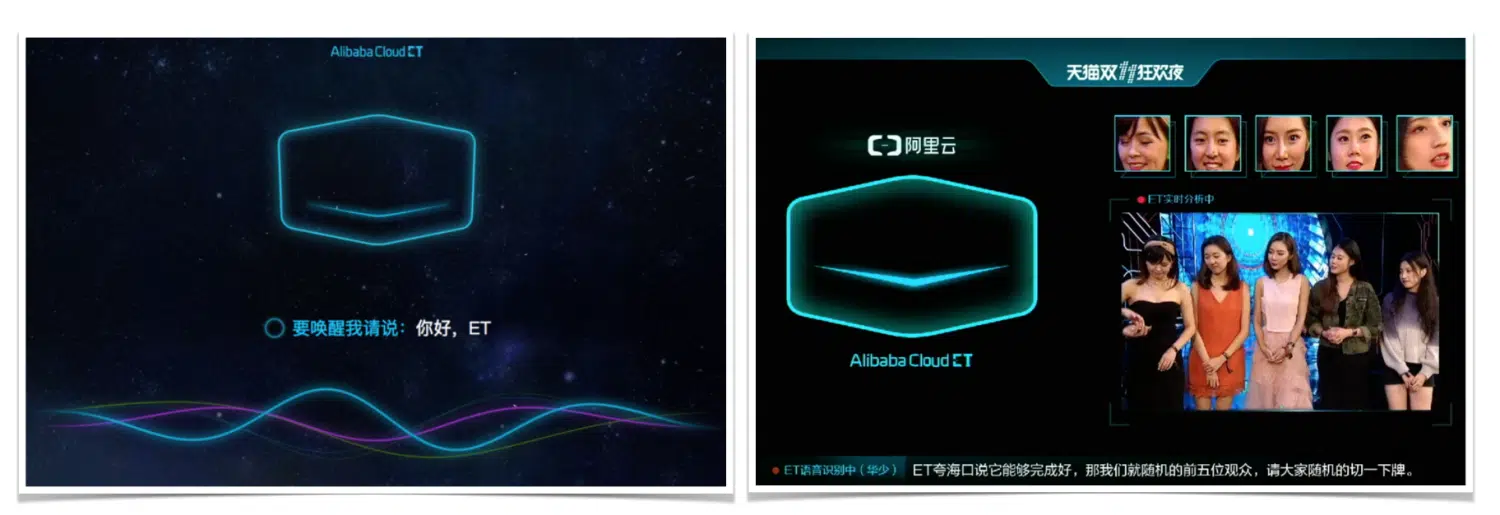 Alibaba Cloud ET
要唤醒我请说：你好，ET
天猫双11狂欢夜
阿里云
Alibaba Cloud ET
ET实时分析中
ET语音识别中（华少） ET夸海口说它能够完成好，那我们就随机的前五位观众，请大家随机的切一下牌。